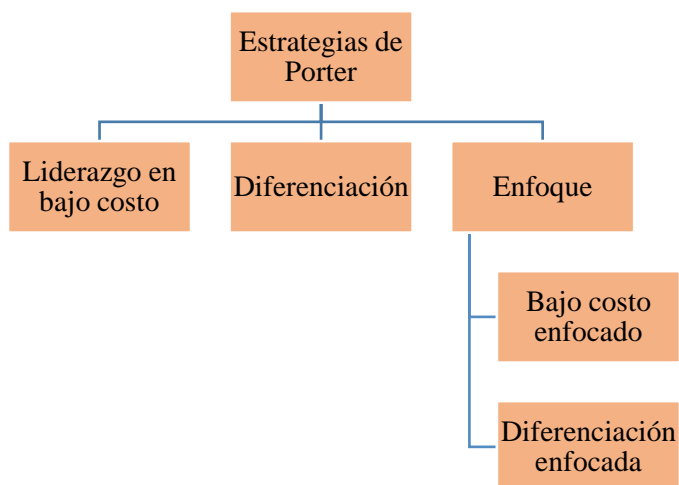 Estrategias de
Porter
Liderazgo en
bajo costo
Diferenciación
Enfoque
Bajo costo
enfocado
Diferenciación
enfocada